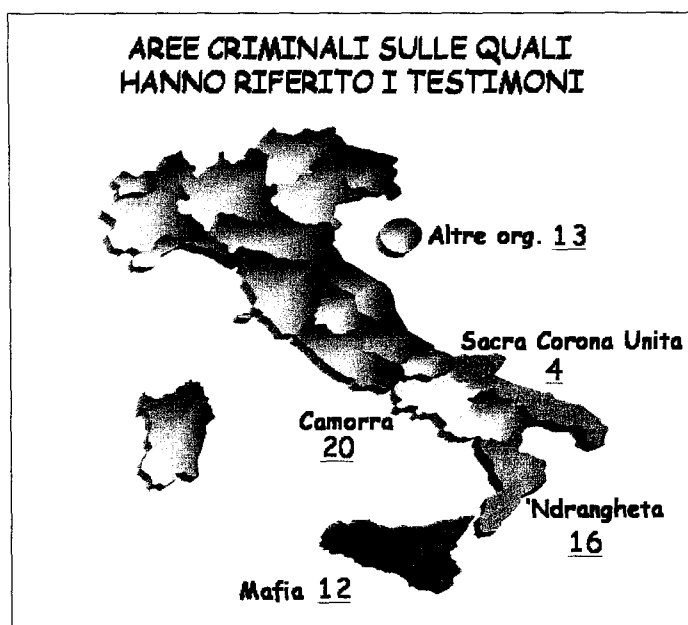 AREE CRIMINALI SULLE QUALI
HANNO RIFERITO I TESTIMONI
Altre org. 13
Sacra Corona Unita
4
Camorra
20
'Ndrangheta
16
Mafia 12